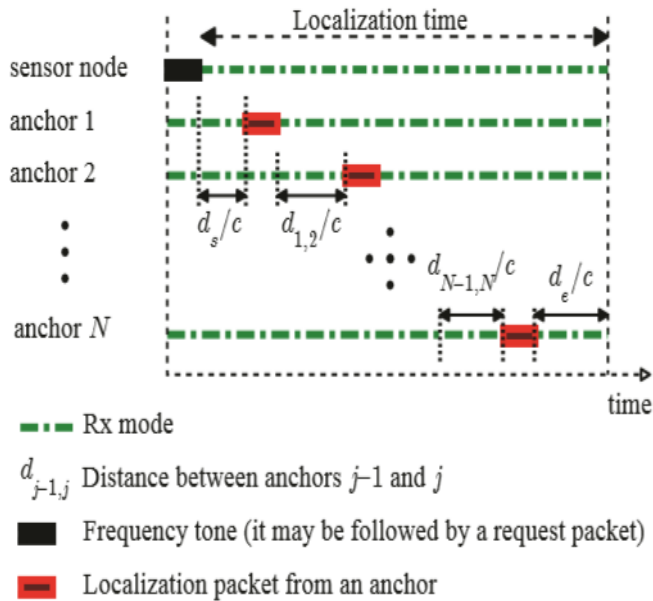 Localization time
sensor node
anchor 1
anchor 2
d_s/c
d_{1,2}/c
d_{N-1,N}/c
d_e/c
anchor N
time
Rx mode
d_{j-1,j} Distance between anchors j-1 and j
Frequency tone (it may be followed by a request packet)
Localization packet from an anchor